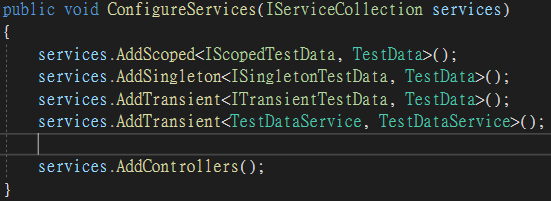 public void ConfigureServices(IServiceCollection services)
{
services.AddScoped<IScopedTestData, TestData>();
services.AddSingleton<ISingletonTestData, TestData>();
services.AddTransient<ITransientTestData, TestData>();
services.AddTransient<TestDataService, TestDataService>();
services.AddControllers();
}